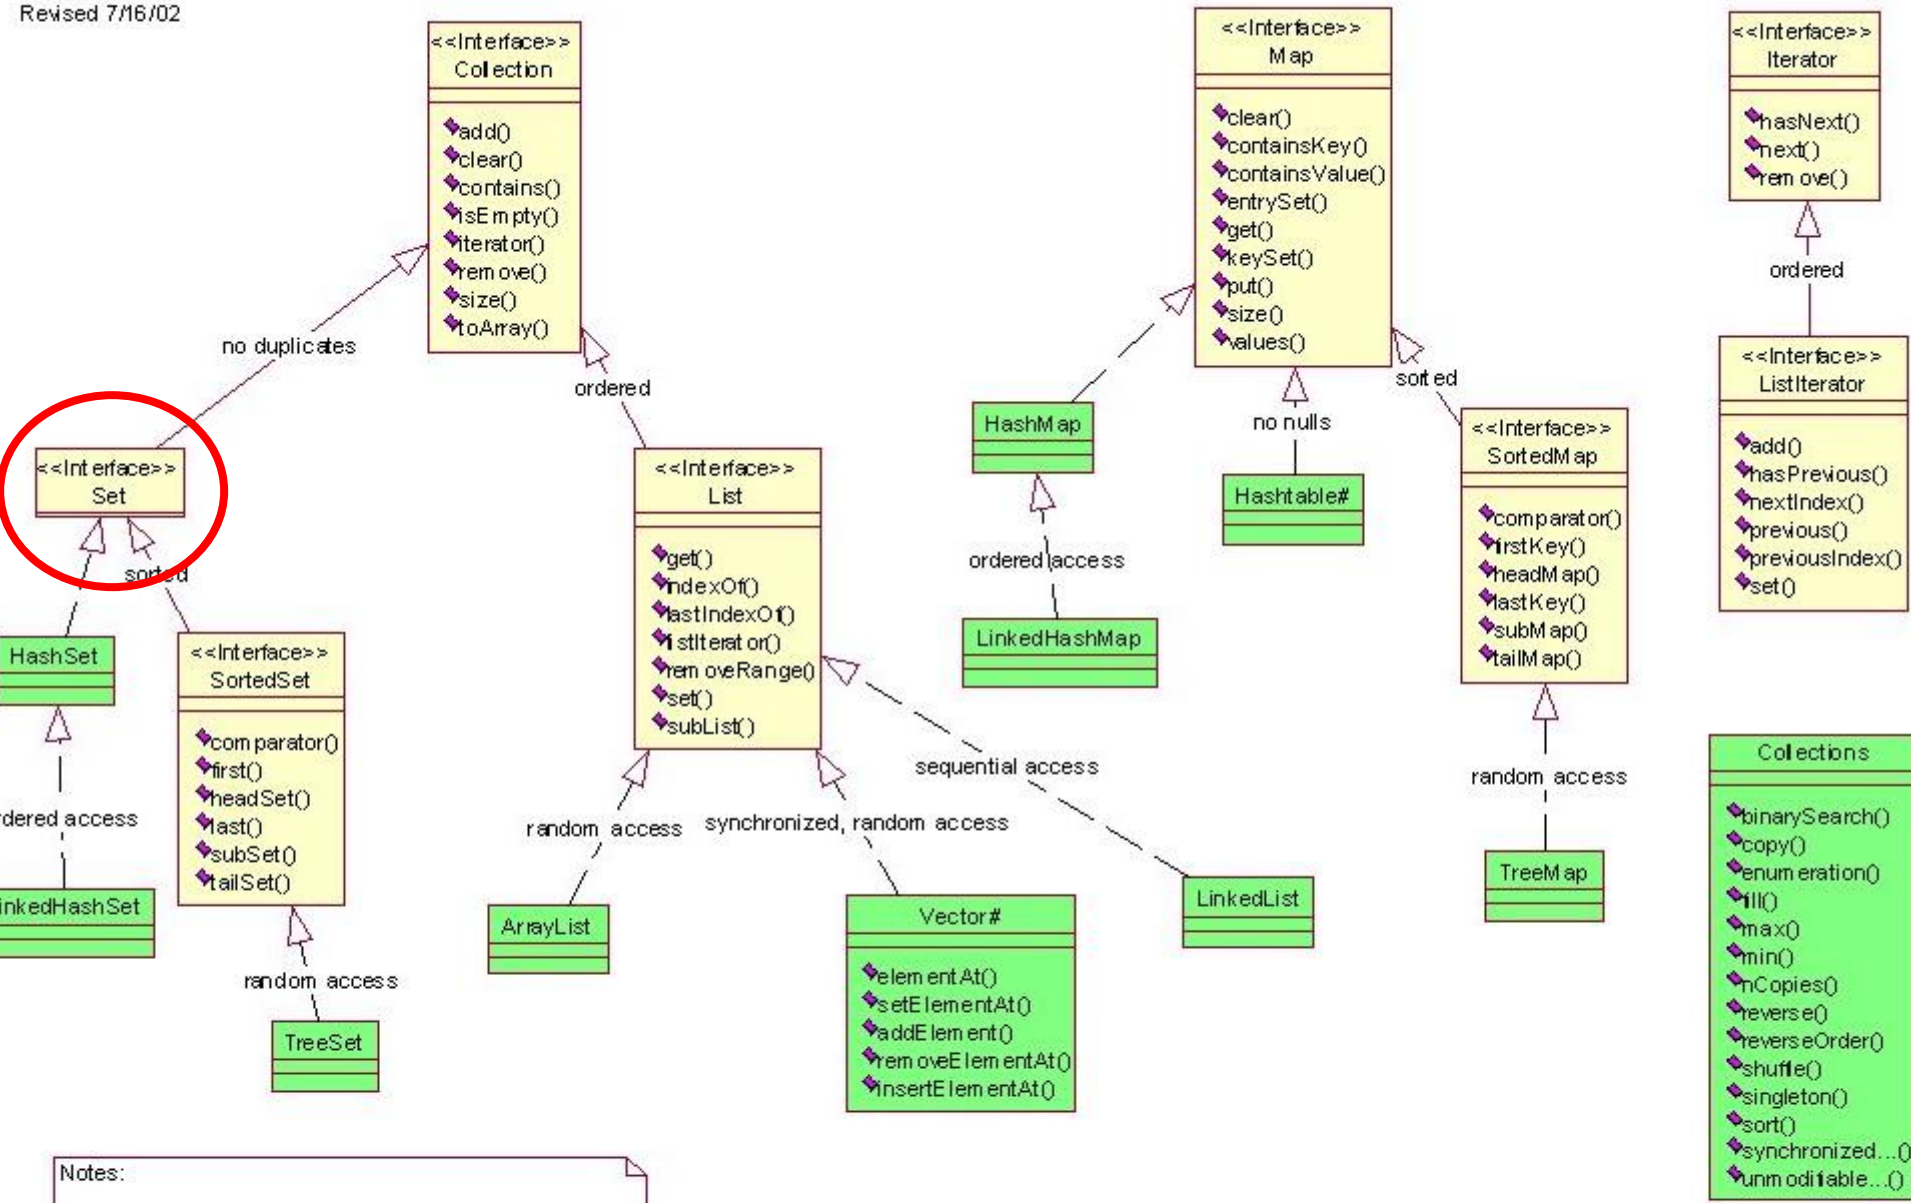 Revised 7/16/02
<<Interface>>
Collection
add()
clear()
contains()
isEmpty()
iterator()
remove()
size()
toArray()
<<Interface>>
Map
clear()
containsKey()
containsValue()
entrySet()
get()
keySet()
put()
size()
values()
<<Interface>>
Iterator
hasNext()
next()
remove()
no duplicates
ordered
no nulls
sorted
ordered
<<Interface>>
Set
sorted
<<Interface>>
List
get()
indexOf()
lastIndexOf()
listIterator()
removeRange()
set()
subList()
HashMap
ordered access
LinkedHashMap
Hashtable#
<<Interface>>
SortedMap
comparator()
firstKey()
headMap()
lastKey()
subMap()
tailMap()
<<Interface>>
ListIterator
add()
hasPrevious()
nextIndex()
previous()
previousIndex()
set()
HashSet
<<Interface>>
SortedSet
comparator()
first()
headSet()
last()
subSet()
tailSet()
rdered access
inkedHashSet
random access
TreeSet
random access
synchronized, random access
sequential access
ArrayList
Vector#
elementAt()
setElementAt()
addElement()
removeElementAt()
insertElementAt()
LinkedList
random access
TreeMap
Collections
binarySearch()
copy()
enumeration()
fill()
max()
min()
nCopies()
reverse()
reverseOrder()
shuffle()
singleton()
sort()
synchronized...()
unmodifiable...()
Notes: